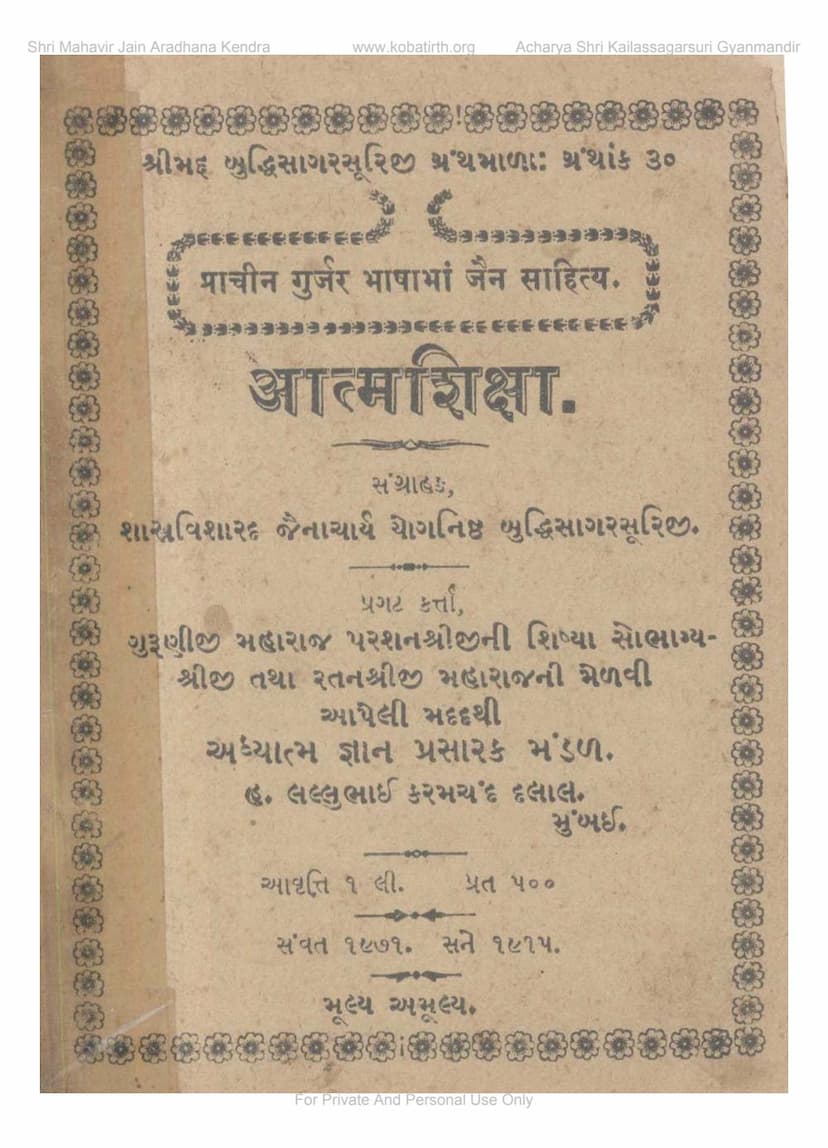 Shri Mahavir Jain Aradhana Kendra www.kobatirth.org Acharya Shri Kailassagarsuri Gyanmandir
શ્રીમદ્ બુદ્ધિસાગરસૂરિજી ગ્રંથમાળા: ગ્રંથાંક ૩૦
प्राचीन गुर्जर भाषाभां जैन साहित्य.
आत्मशिक्षा.
સંગ્રાહક,
શાસ્ત્રવિશારદ જૈનાચાર્ય યોગનિષ્ઠ બુદ્ધિસાગરસૂરિજી.
પ્રગટ કર્ત્તા,
ગુરૂણીજી મહારાજ પરશનશ્રીજીની શિષ્યા સૌભાગ્ય-
શ્રીજી તથા રતનશ્રીજી મહારાજની મેળવી
આપેલી મદદથી
અધ્યાત્મ જ્ઞાન પ્રસારક મંડળ.
હ. લલ્લુભાઈ કરમચંદ દલાલ.
મુંબઈ.
આવૃત્તિ ૧ લી. પ્રત ૫૦૦
સંવત ૧૯૭૧. સને ૧૯૧૫.
મૂલ્ય અમૂલ્ય.
For Private And Personal Use Only